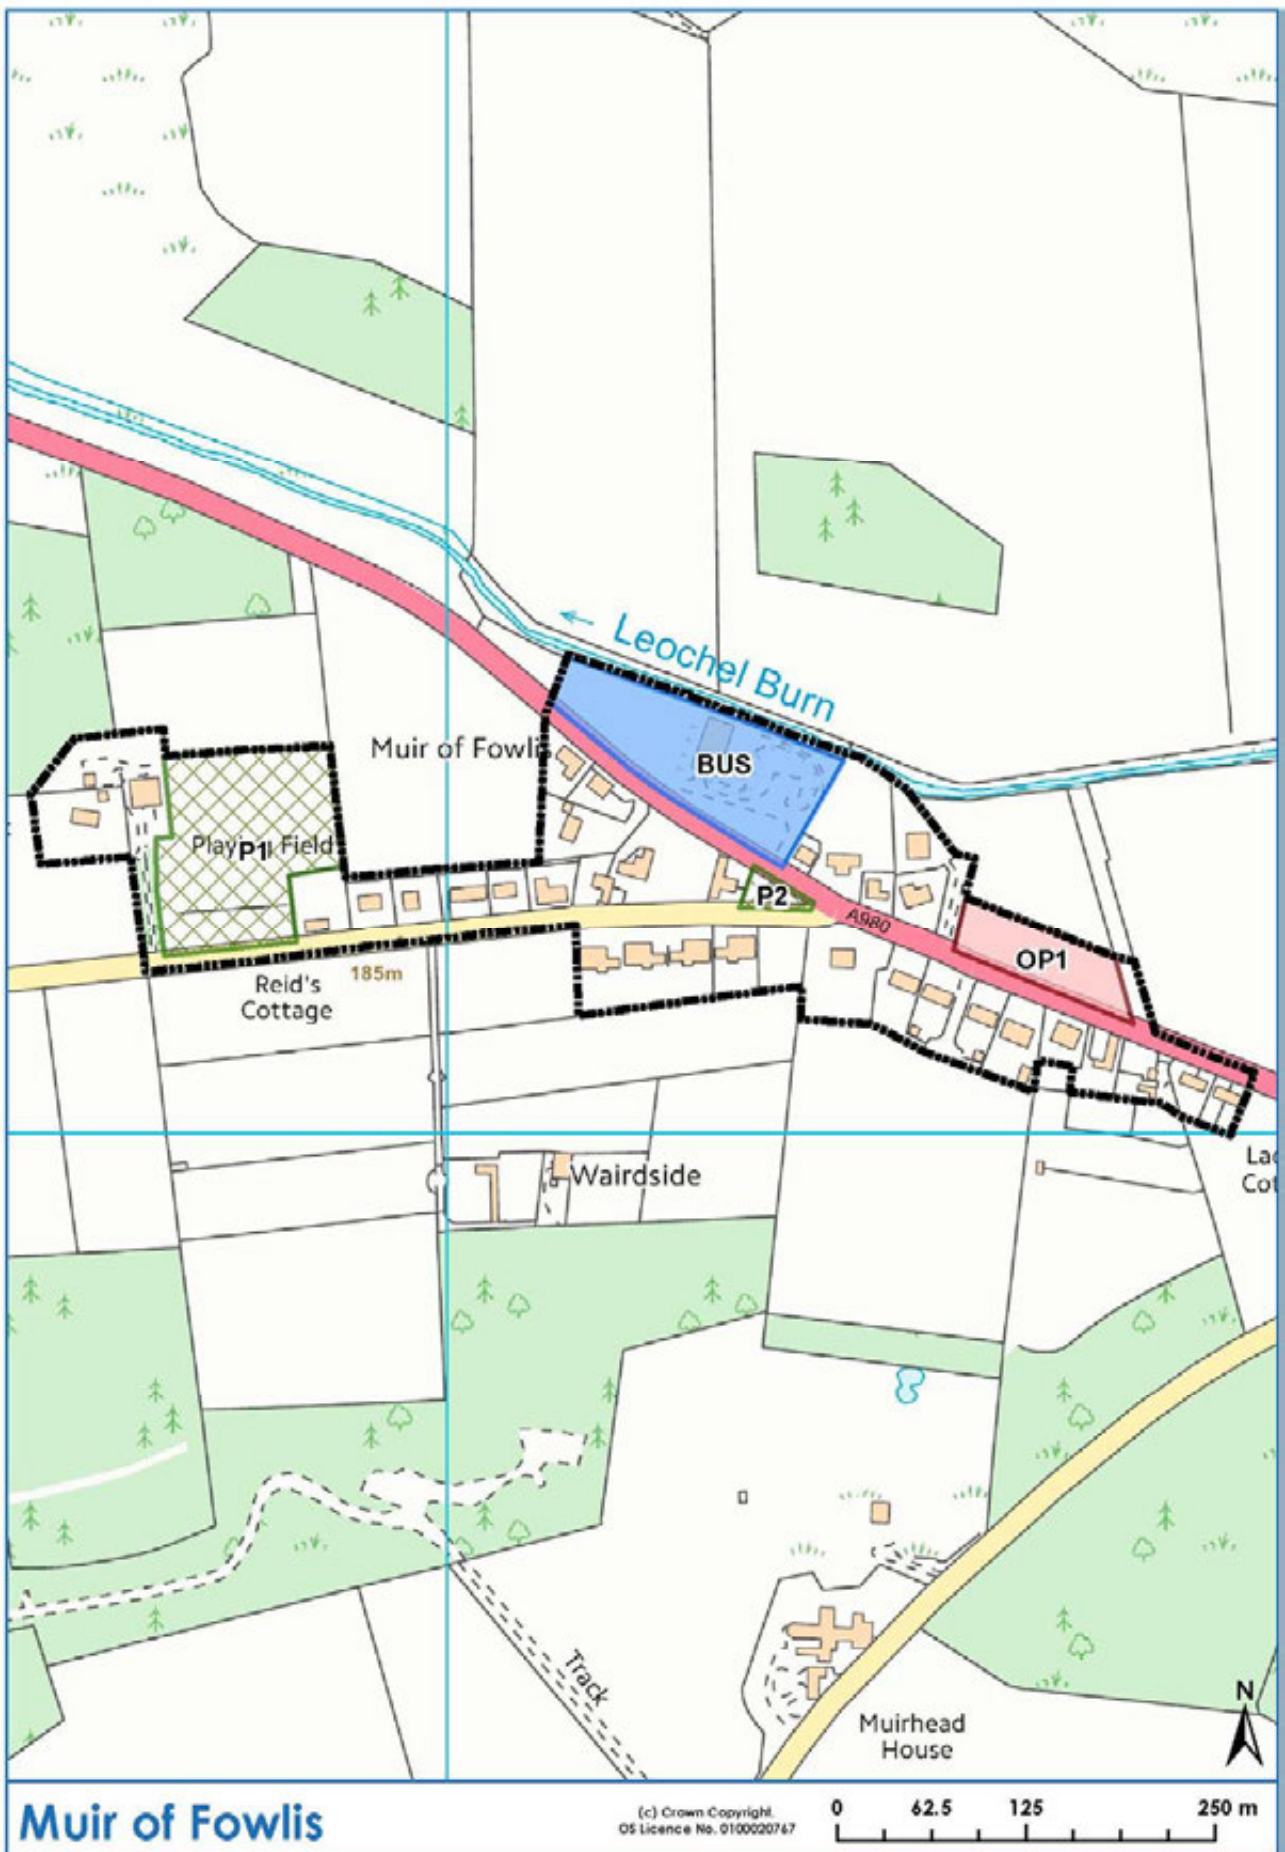 Leochel Burn
Muir of Fowlis
BUS
Playing Field
P1
P2
A980
OP1
Reid's
Cottage
185m
Wairdside
Track
Muirhead
House
N
Muir of Fowlis
(c) Crown Copyright.
OS Licence No. 0100020767
0 62.5 125 250 m